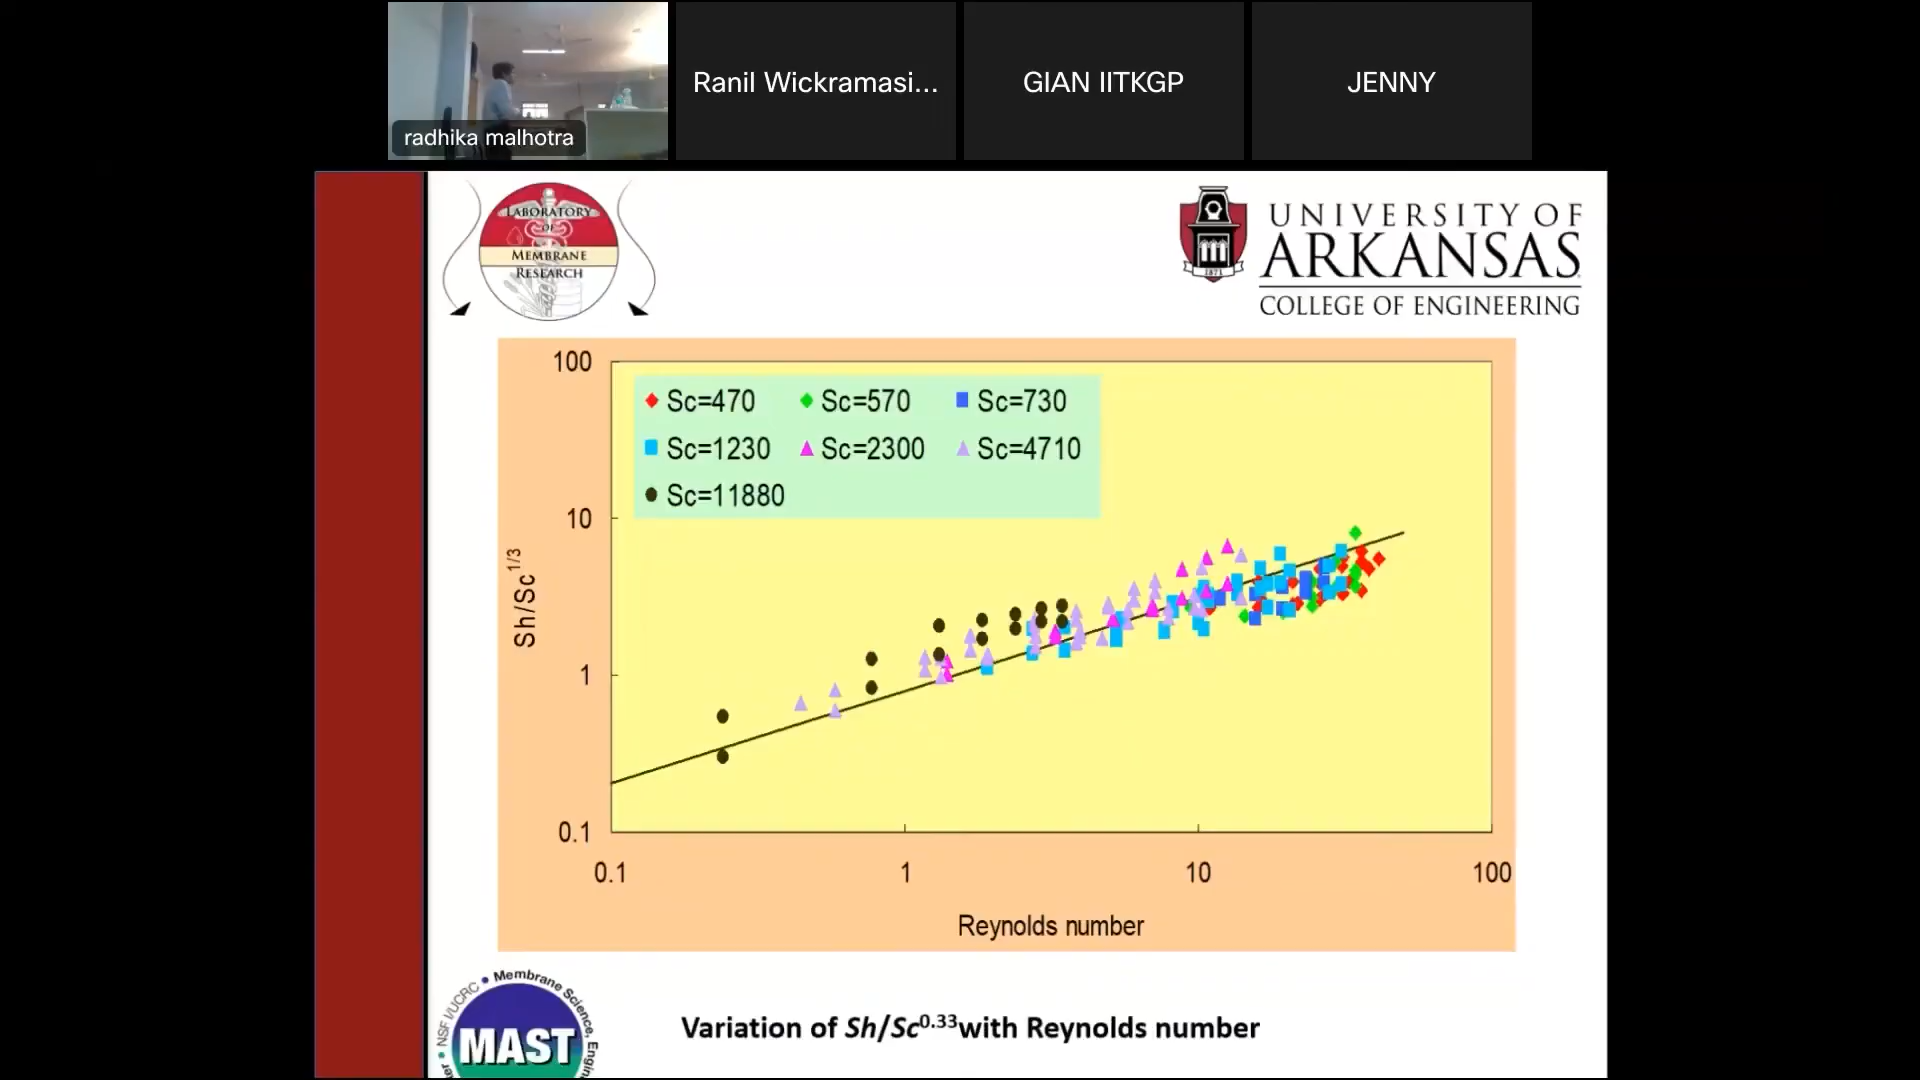 radhika malhotra
Ranil Wickramasi...
GIAN IITKGP
JENNY
LABORATORY
OF
MEMBRANE
RESEARCH
UNIVERSITY OF
ARKANSAS
COLLEGE OF ENGINEERING
1871
100
10
1
0.1
Sh/Sc1/3
Sc=470 Sc=570 Sc=730
Sc=1230 Sc=2300 Sc=4710
Sc=11880
0.1 1 10 100
Reynolds number
NSF I/UCRC • Membrane Science,
MAST
Variation of Sh/Sc0.33with Reynolds number